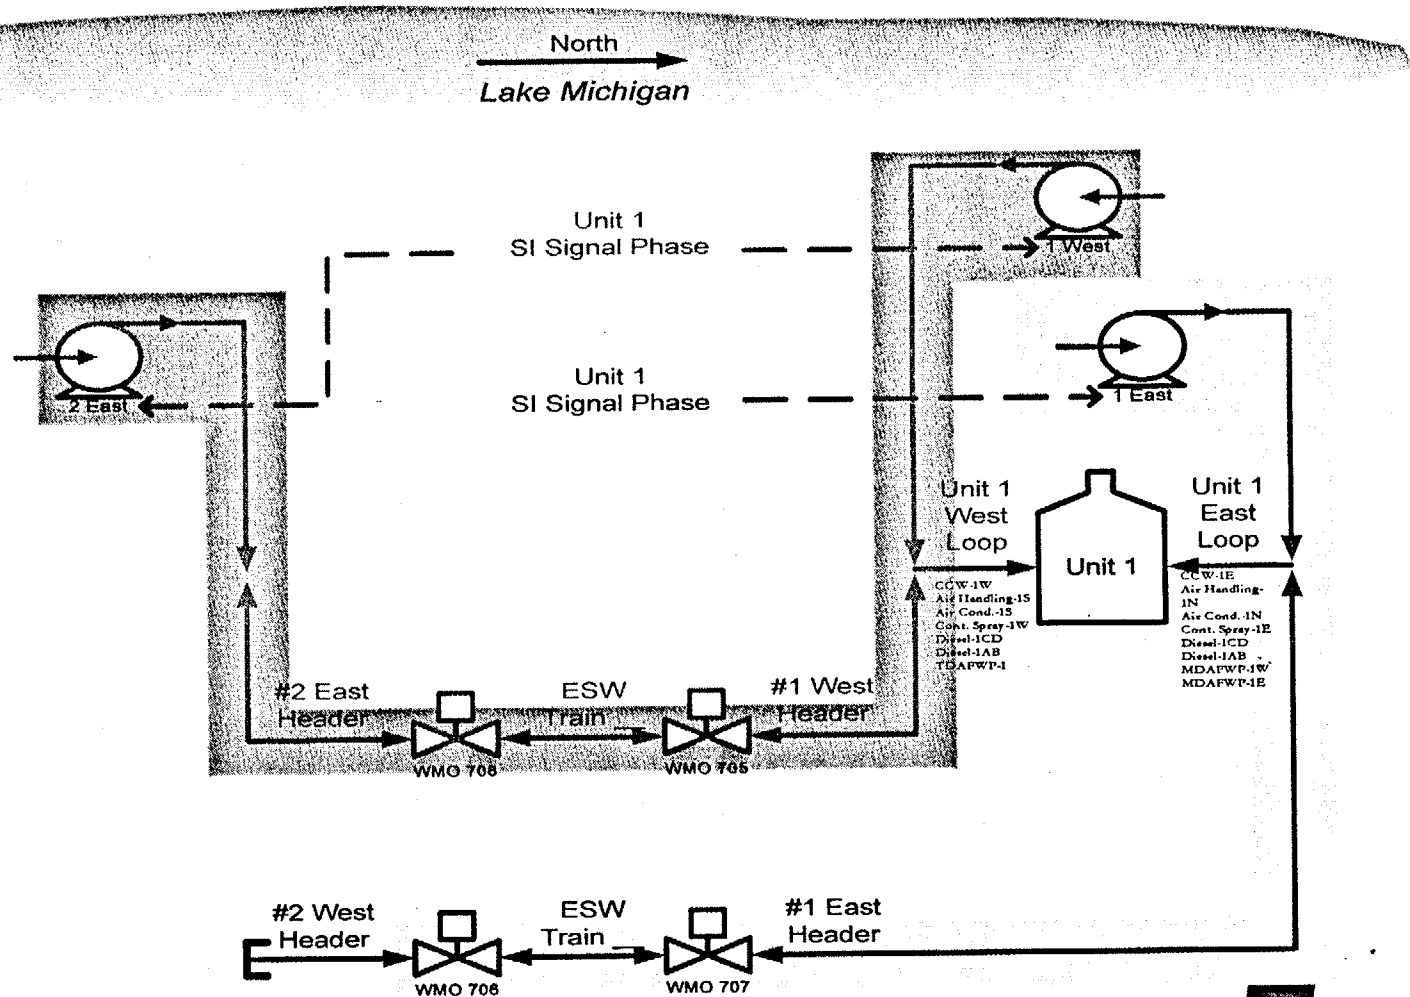 North
Lake Michigan
Unit 1
SI Signal Phase
1 West
2 East
Unit 1
SI Signal Phase
1 East
Unit 1
West
Loop
Unit 1
Unit 1
East
Loop
CCW-1W
Air Handling-1S
Air Cond.-1S
Cont. Spray-1W
Diesel-1CD
Diesel-1AB
TDAFWP-1
CCW-1E
Air Handling-
1N
Air Cond.-1N
Cont. Spray-1E
Diesel-1CD
Diesel-1AB
MDAFWP-1W
MDAFWP-1E
#2 East
Header
ESW
Train _
#1 West
Header
WMO 708
WMO 705
#2 West
Header
ESW
Train _
#1 East
Header
WMO 706
WMO 707